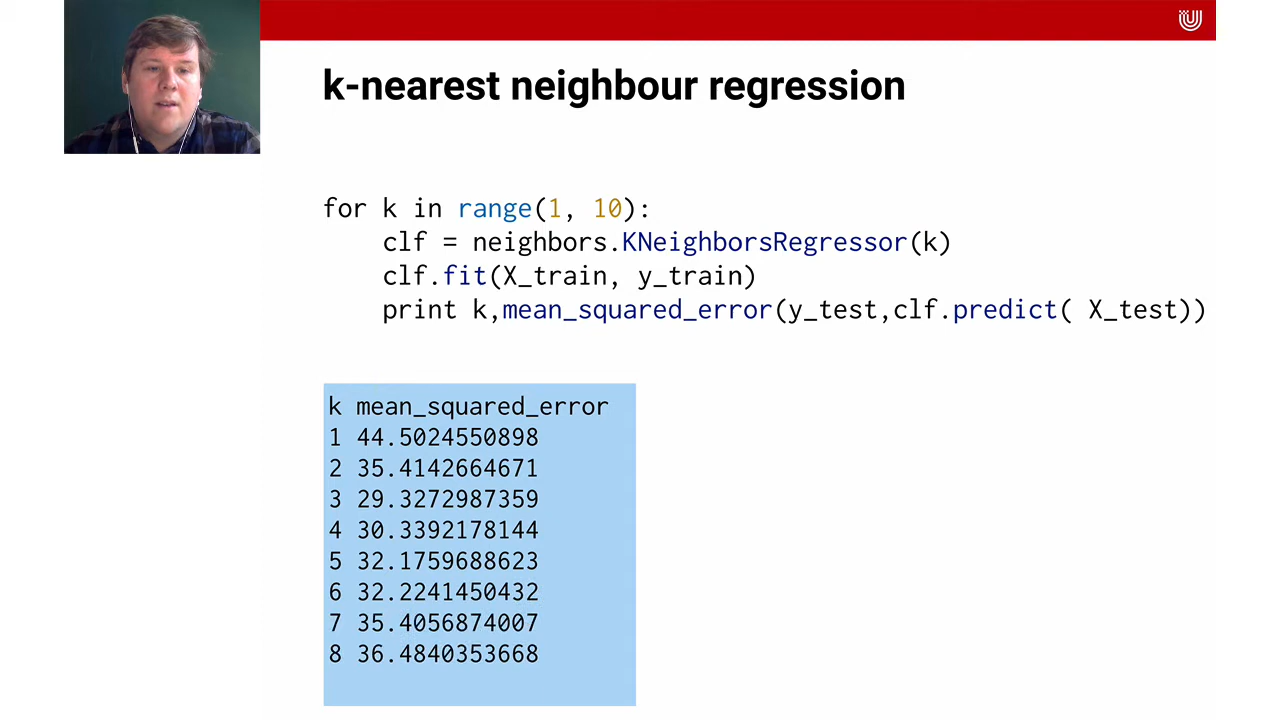 k-nearest neighbour regression
for k in range(1, 10):
    clf = neighbors.KNeighborsRegressor(k)
    clf.fit(X_train, y_train)
    print k,mean_squared_error(y_test,clf.predict( X_test))
k mean_squared_error
1 44.5024550898
2 35.4142664671
3 29.3272987359
4 30.3392178144
5 32.1759688623
6 32.2241450432
7 35.4056874007
8 36.4840353668